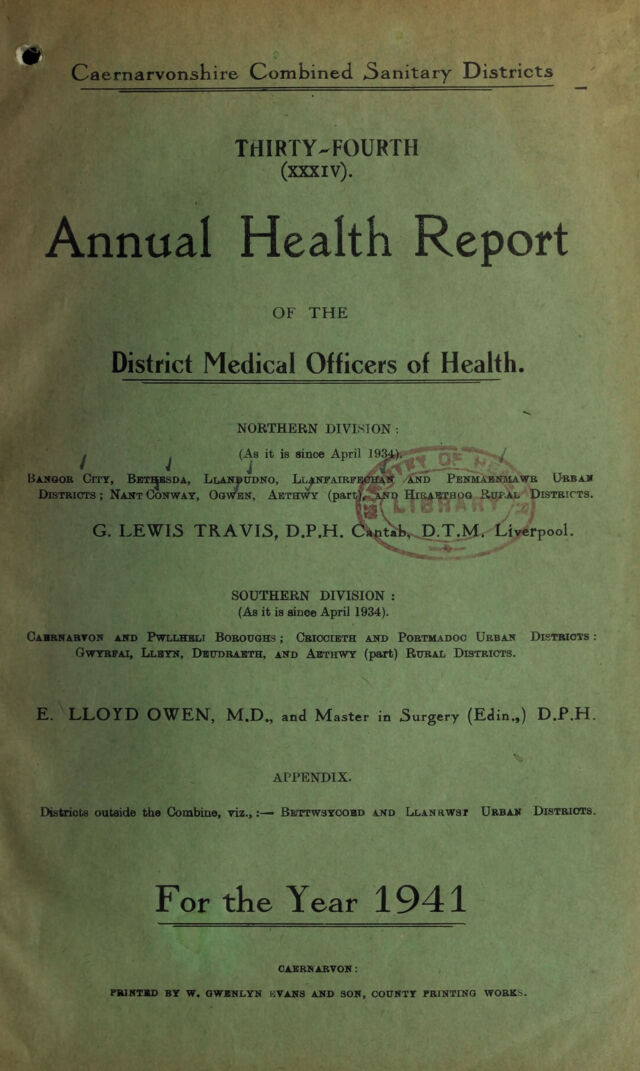 Caernarvonshire Combined Sanitary Districts
THIRTY-FOURTH
(XXXIV).
Annual Health Report
OF THE
District Medical Officers of Health.
NORTHERN DIVISION :
(As it is since April 1934).
BANGOR CITY, BETHESDA, LLANDUDNO, LLANFAIRFECHAN AND PENMAENMAWR URBAN
DISTRICTS; NANT CONWAY, OGWEN, AETHWY (part), AND HIRAETHOG RURAL DISTRICTS.
MINISTRY OF HEALTH
LIBRARY
G. LEWIS TRAVIS, D.P.H. Cantab, D.T.M. Liverpool.
SOUTHERN DIVISION :
(As it is since April 1934).
CAERNARVON AND PWLLHELI BOROUGHS; CRICCIETH AND PORTMADOC URBAN DISTRICTS:
GWYRFAI, LLEYN, DEUDRAETH, AND AETHWY (part) RURAL DISTRICTS.
E. LLOYD OWEN, M.D., and Master in Surgery (Edin.,) D.P.H.
APPENDIX.
Districts outside the Combine, viz., :— BETTWSYCOED AND LLANRWST URBAN DISTRICTS.
For the Year 1941
CAERNARVON:
PRINTED BY W. GWENLYN EVANS AND SON, COUNTY PRINTING WORKS.